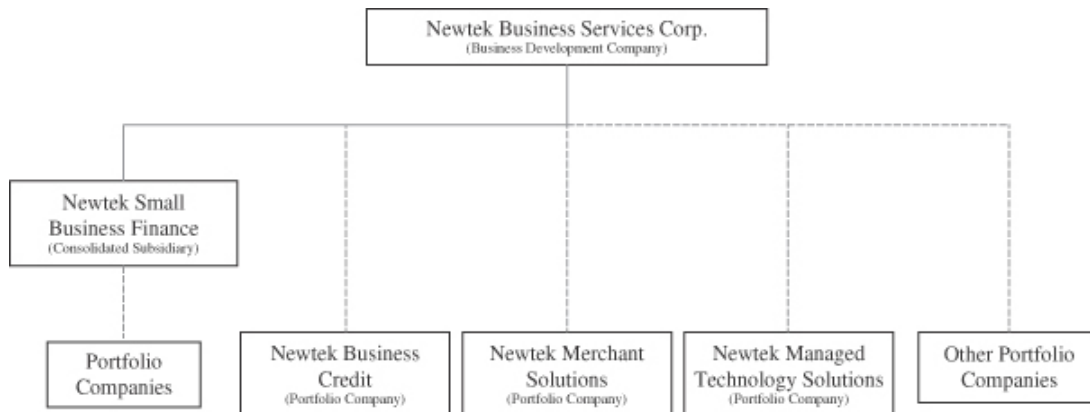 Newtek Business Services Corp.
(Business Development Company)
Newtek Small
Business Finance
(Consolidated Subsidiary)
Portfolio
Companies
Newtek Business
Credit
(Portfolio Company)
Newtek Merchant
Solutions
(Portfolio Company)
Newtek Managed
Technology Solutions
(Portfolio Company)
Other Portfolio
Companies